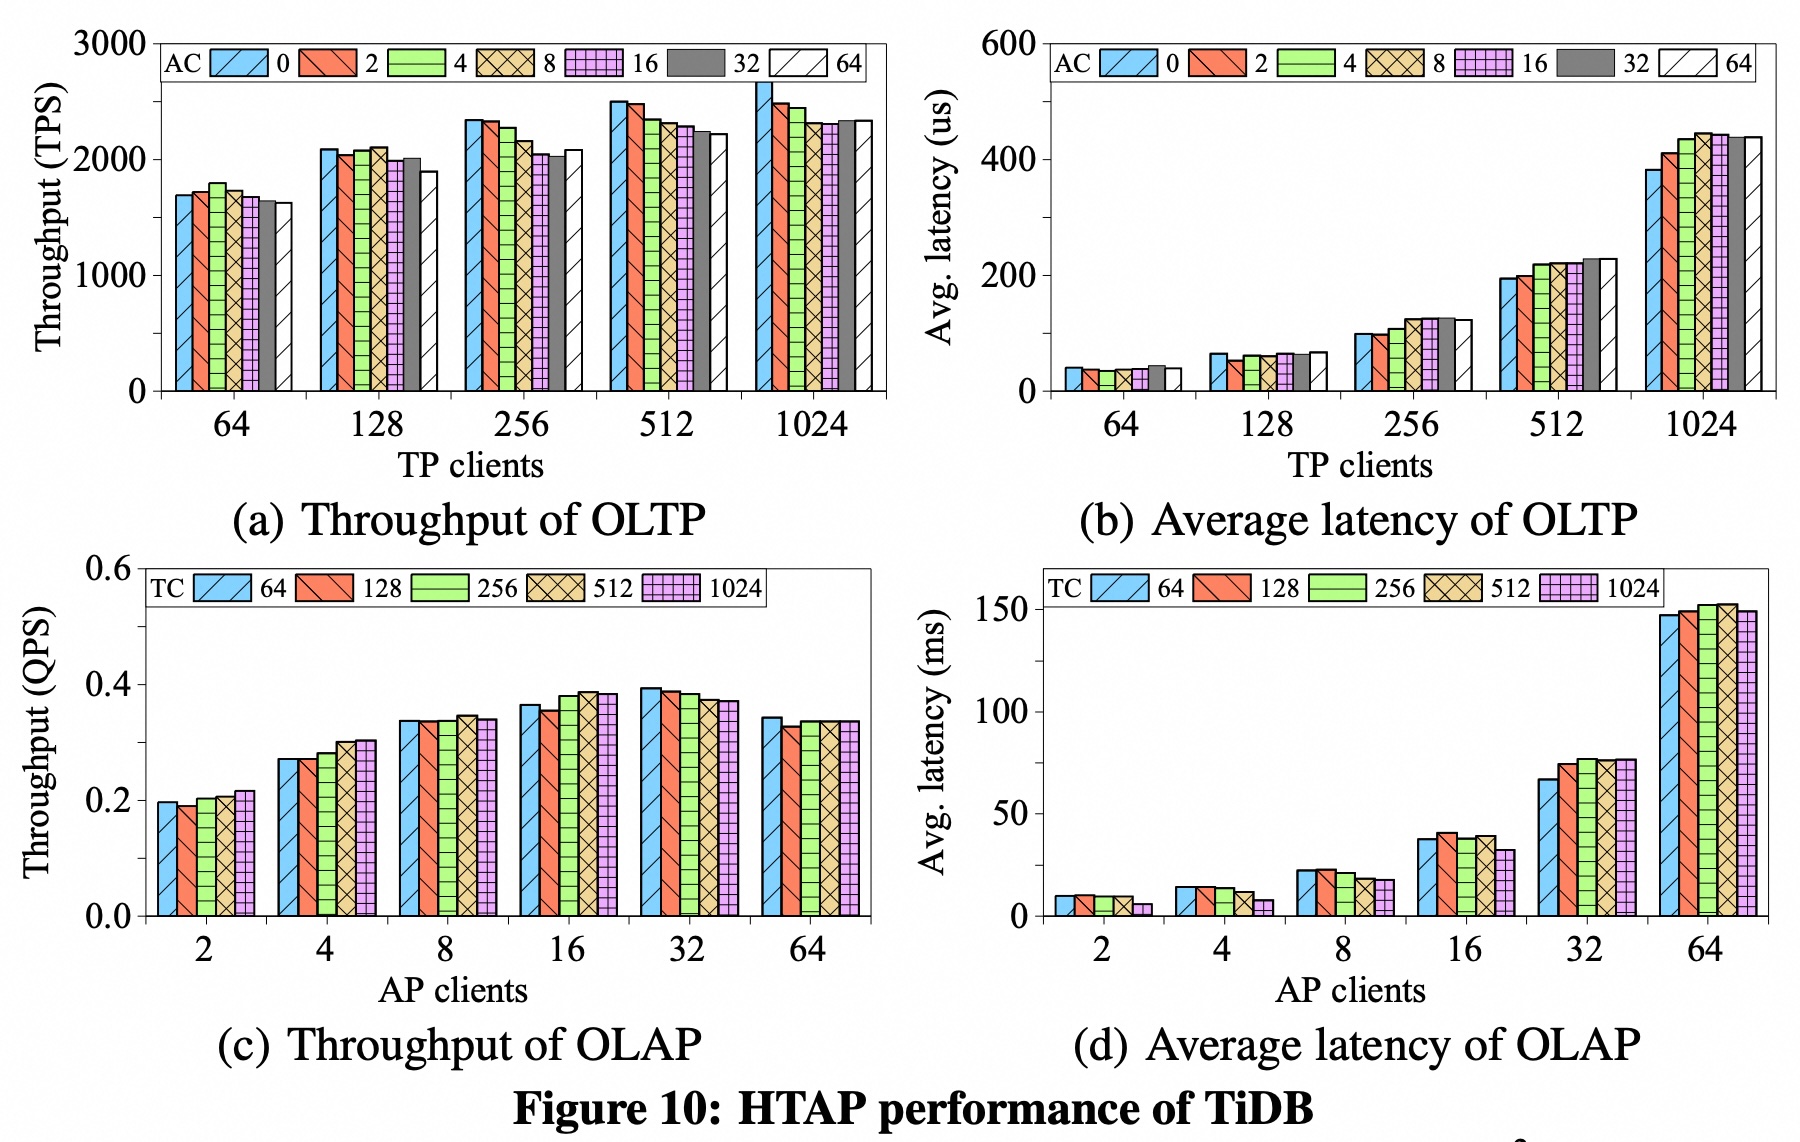 3000
2000
1000
0
Throughput (TPS)
AC 0 2 4 8 16 32 64
64 128 256 512 1024
TP clients
(a) Throughput of OLTP
600
400
200
0
Avg. latency (us)
AC 0 2 4 8 16 32 64
64 128 256 512 1024
TP clients
(b) Average latency of OLTP
0.6
0.4
0.2
0.0
Throughput (QPS)
TC 64 128 256 512 1024
2 4 8 16 32 64
AP clients
(c) Throughput of OLAP
150
100
50
0
Avg. latency (ms)
TC 64 128 256 512 1024
2 4 8 16 32 64
AP clients
(d) Average latency of OLAP
Figure 10: HTAP performance of TiDB